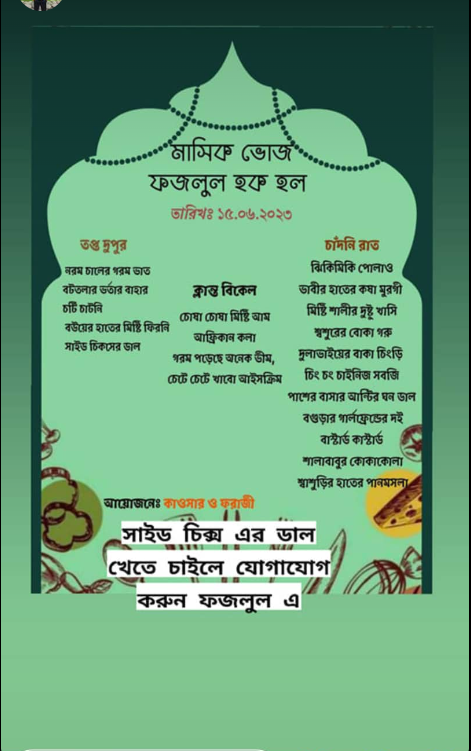 মাসিক ভোজ
ফজলুল হক হল
তারিখঃ ১৫.০৬.২০২৩
তপ্ত দুপুর
নরম চালের গরম ভাত
বটতলার ভর্তার বাহার
চটি চাটনি
বউয়ের হাতের মিষ্টি ফিরনি
সাইড চিকসের ডাল
ক্লান্ত বিকেল
চোষা চোষা মিষ্টি আম
আফ্রিকান কলা
গরম পড়েছে অনেক ভীম,
চেটে চেটে খাবো আইসক্রিম
চাঁদনি রাত
ঝিকিমিকি পোলাও
ভাবীর হাতের কষা মুরগী
মিষ্টি শালীর দুষ্টু খাসি
শ্বশুরের বোকা গরু
দুলাভাইয়ের বাকা চিংড়ি
চিং চং চাইনিজ সবজি
পাশের বাসার আন্টির ঘন ডাল
বগুড়ার গার্লফ্রেন্ডের দই
বাস্টার্ড কাস্টার্ড
শালাবাবুর কোকাকোলা
শ্বাশুড়ির হাতের পানমসলা
আয়োজনেঃ কাওসার ও ফরাজী
সাইড চিক্স এর ডাল
খেতে চাইলে যোগাযোগ
করুন ফজলুল এ